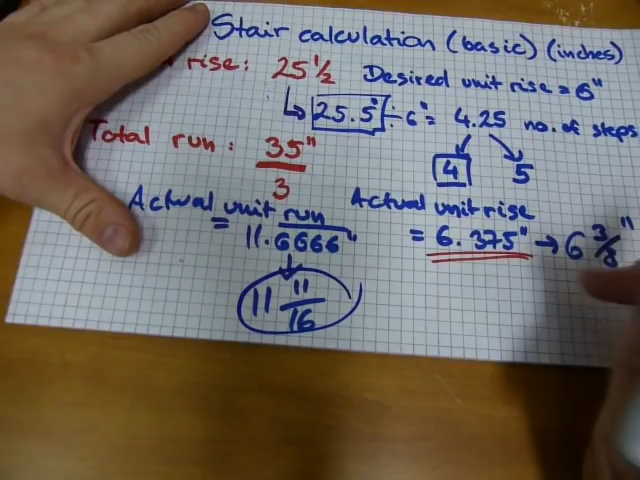 Stair calculation (basic) (inches)
rise: 25 1/2 Desired unit rise = 6"
↳ 25.5" ÷ 6" = 4.25 no. of steps
Total run: 35"
3
4 5
Actual unit run Actual unit rise
= 11.6666" = 6.375" → 6 3/8"
11 11/16